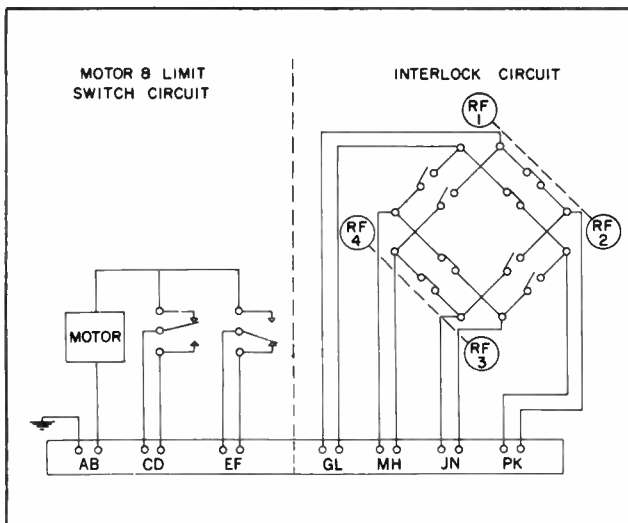 MOTOR & LIMIT
SWITCH CIRCUIT
INTERLOCK CIRCUIT
RF
1
RF
2
RF
4
RF
3
MOTOR
AB CD EF GL MH JN PK